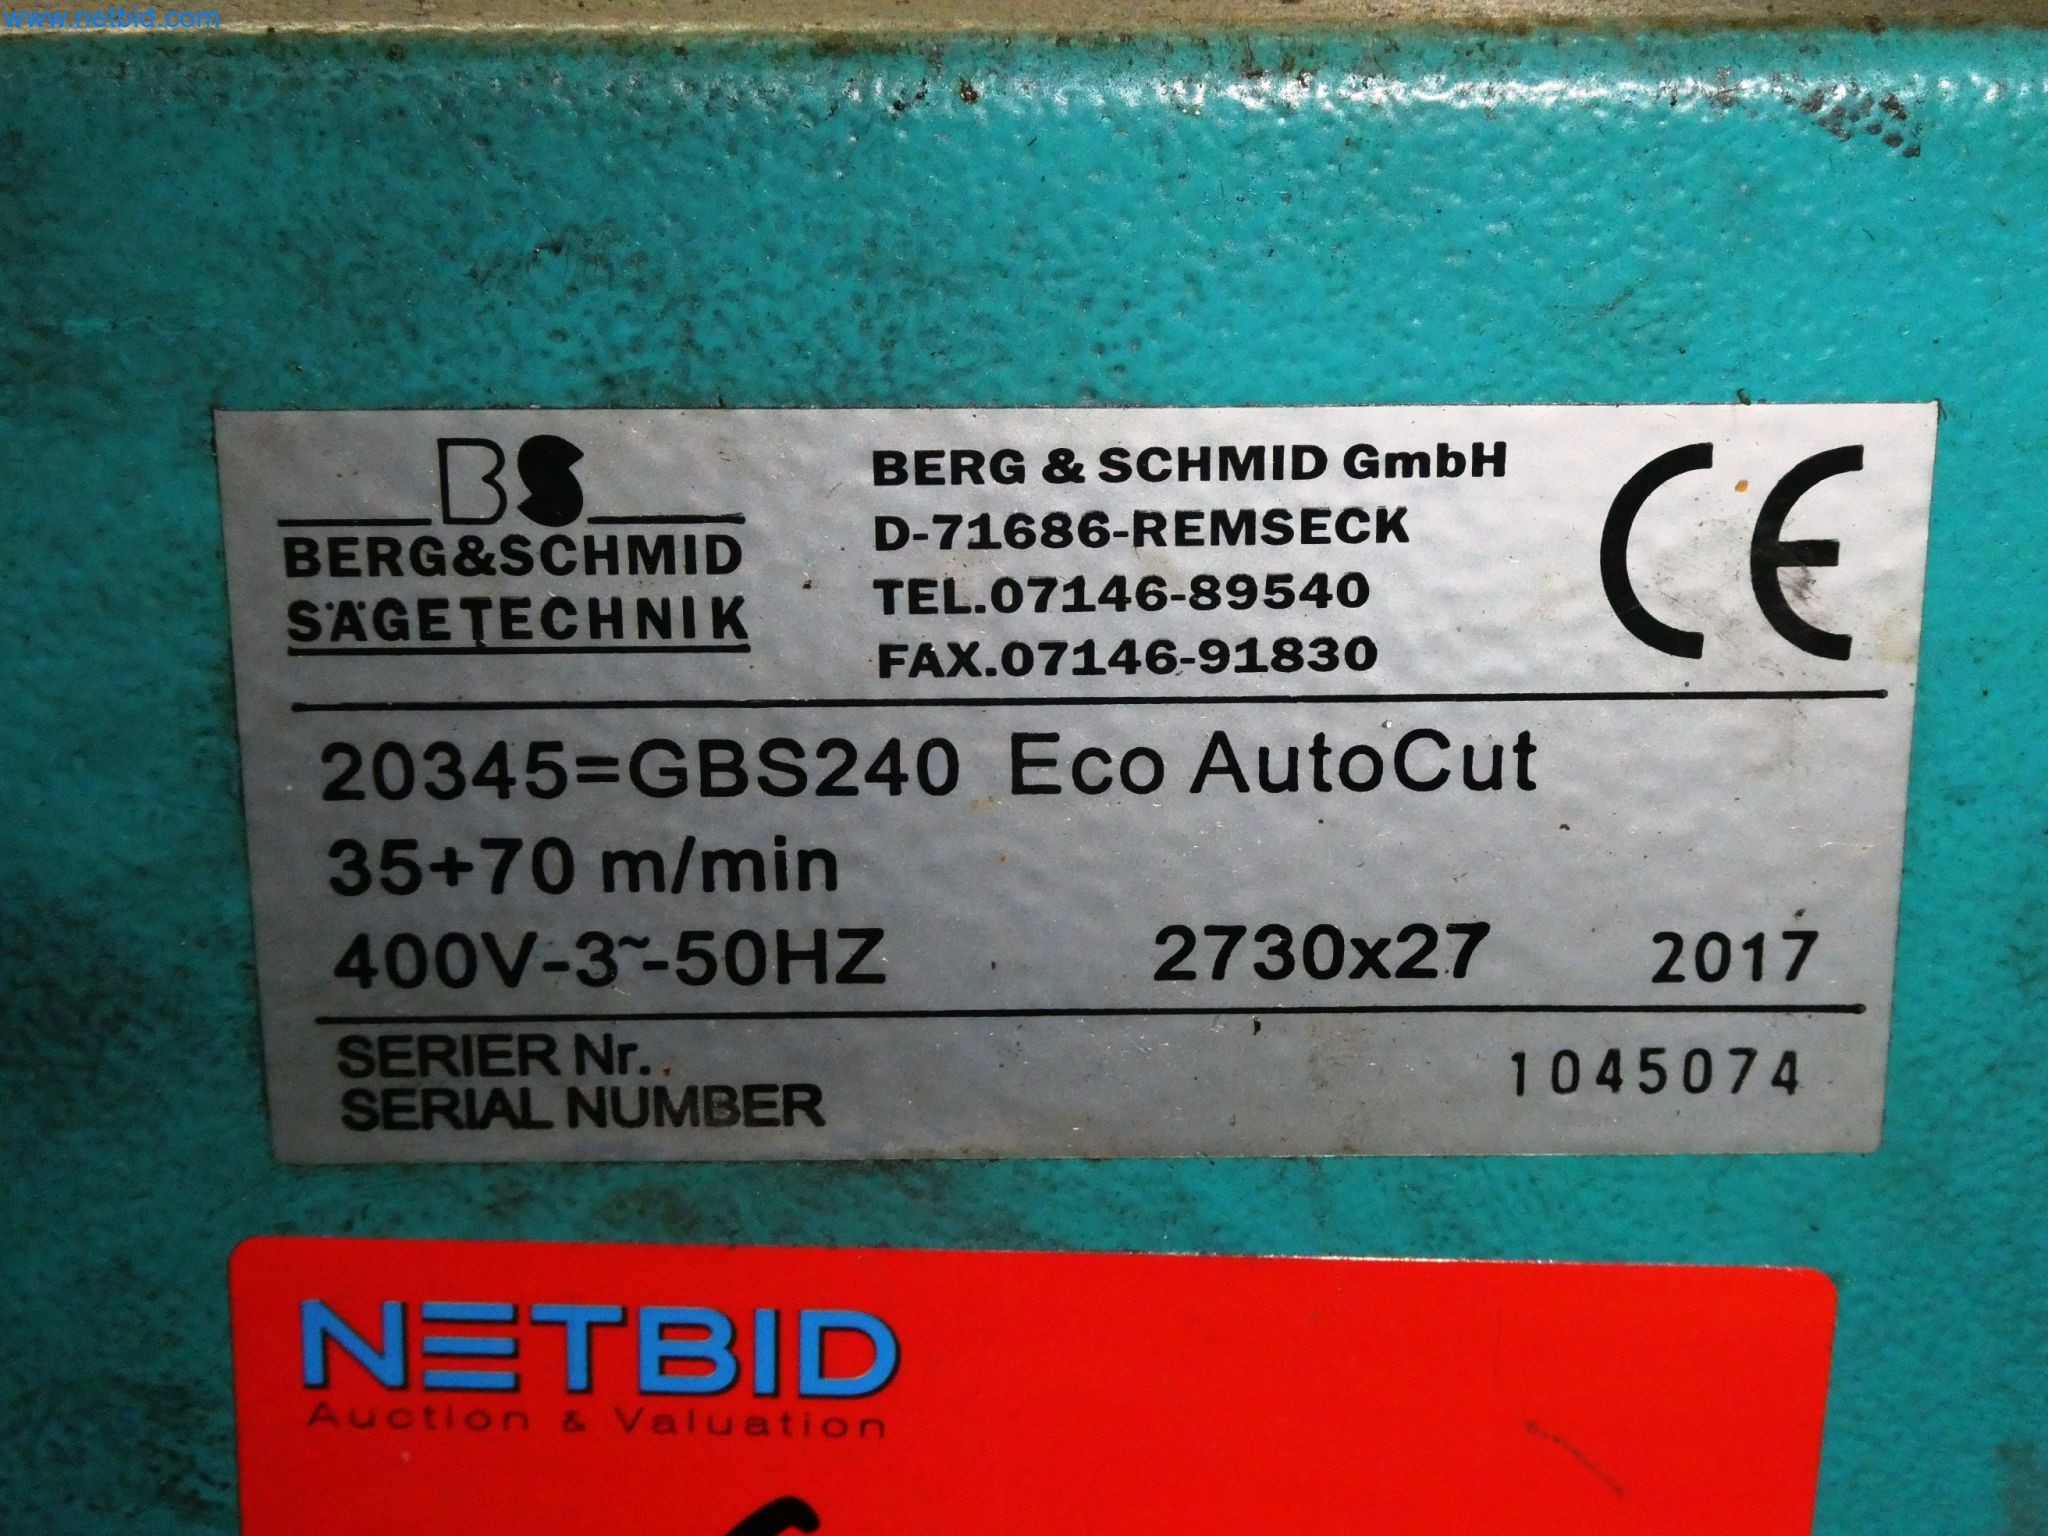 www.netbid.com
BS
BERG&SCHMID
SÄGETECHNIK
BERG & SCHMID GmbH
D-71686-REMSECK
TEL.07146-89540
FAX.07146-91830
CE
20345=GBS240 Eco AutoCut
35+70 m/min
400V-3~-50HZ 2730x27 2017
SERIER Nr.
SERIAL NUMBER
1045074
NETBID
Auction & Valuation